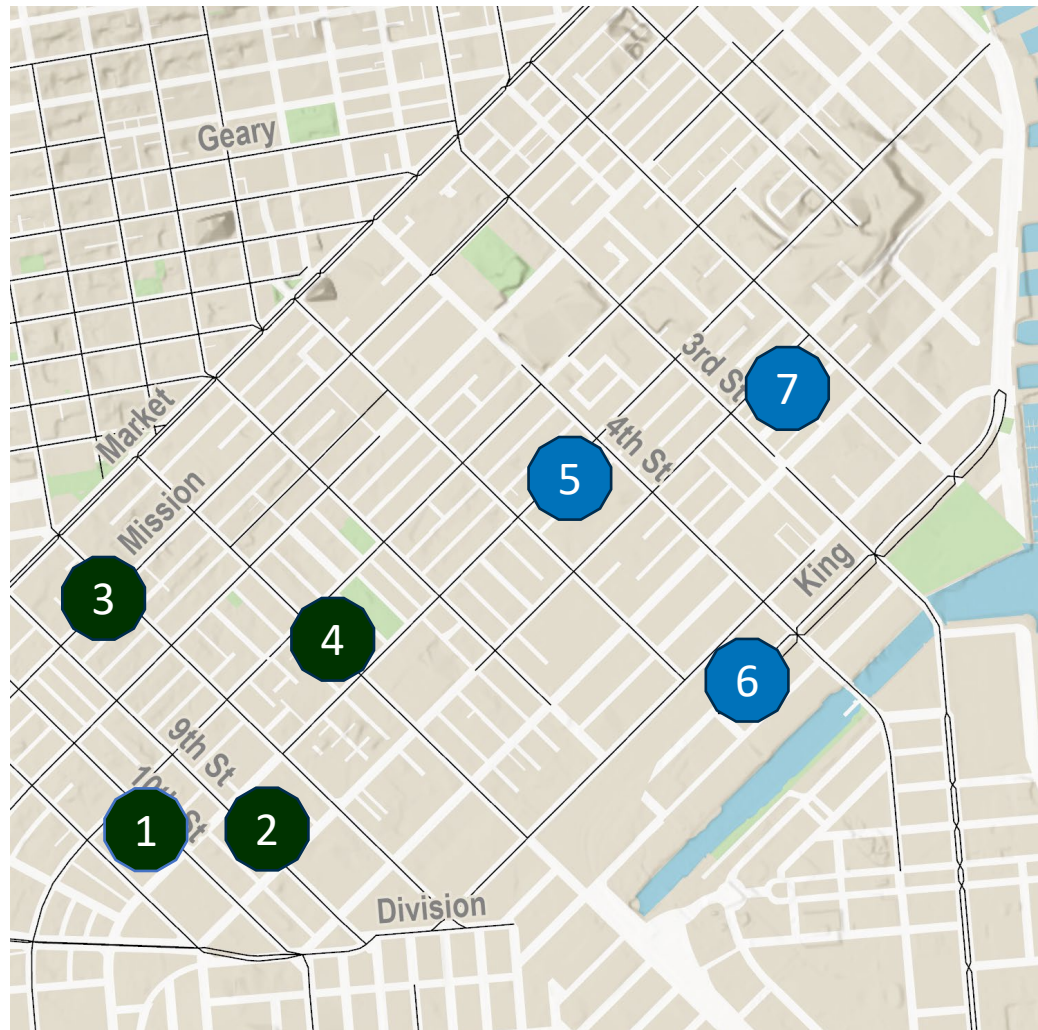 Geary
Market
3rd St
7
Mission
4th St
5
King
3
4
6
9th St
10th St
1
2
Division